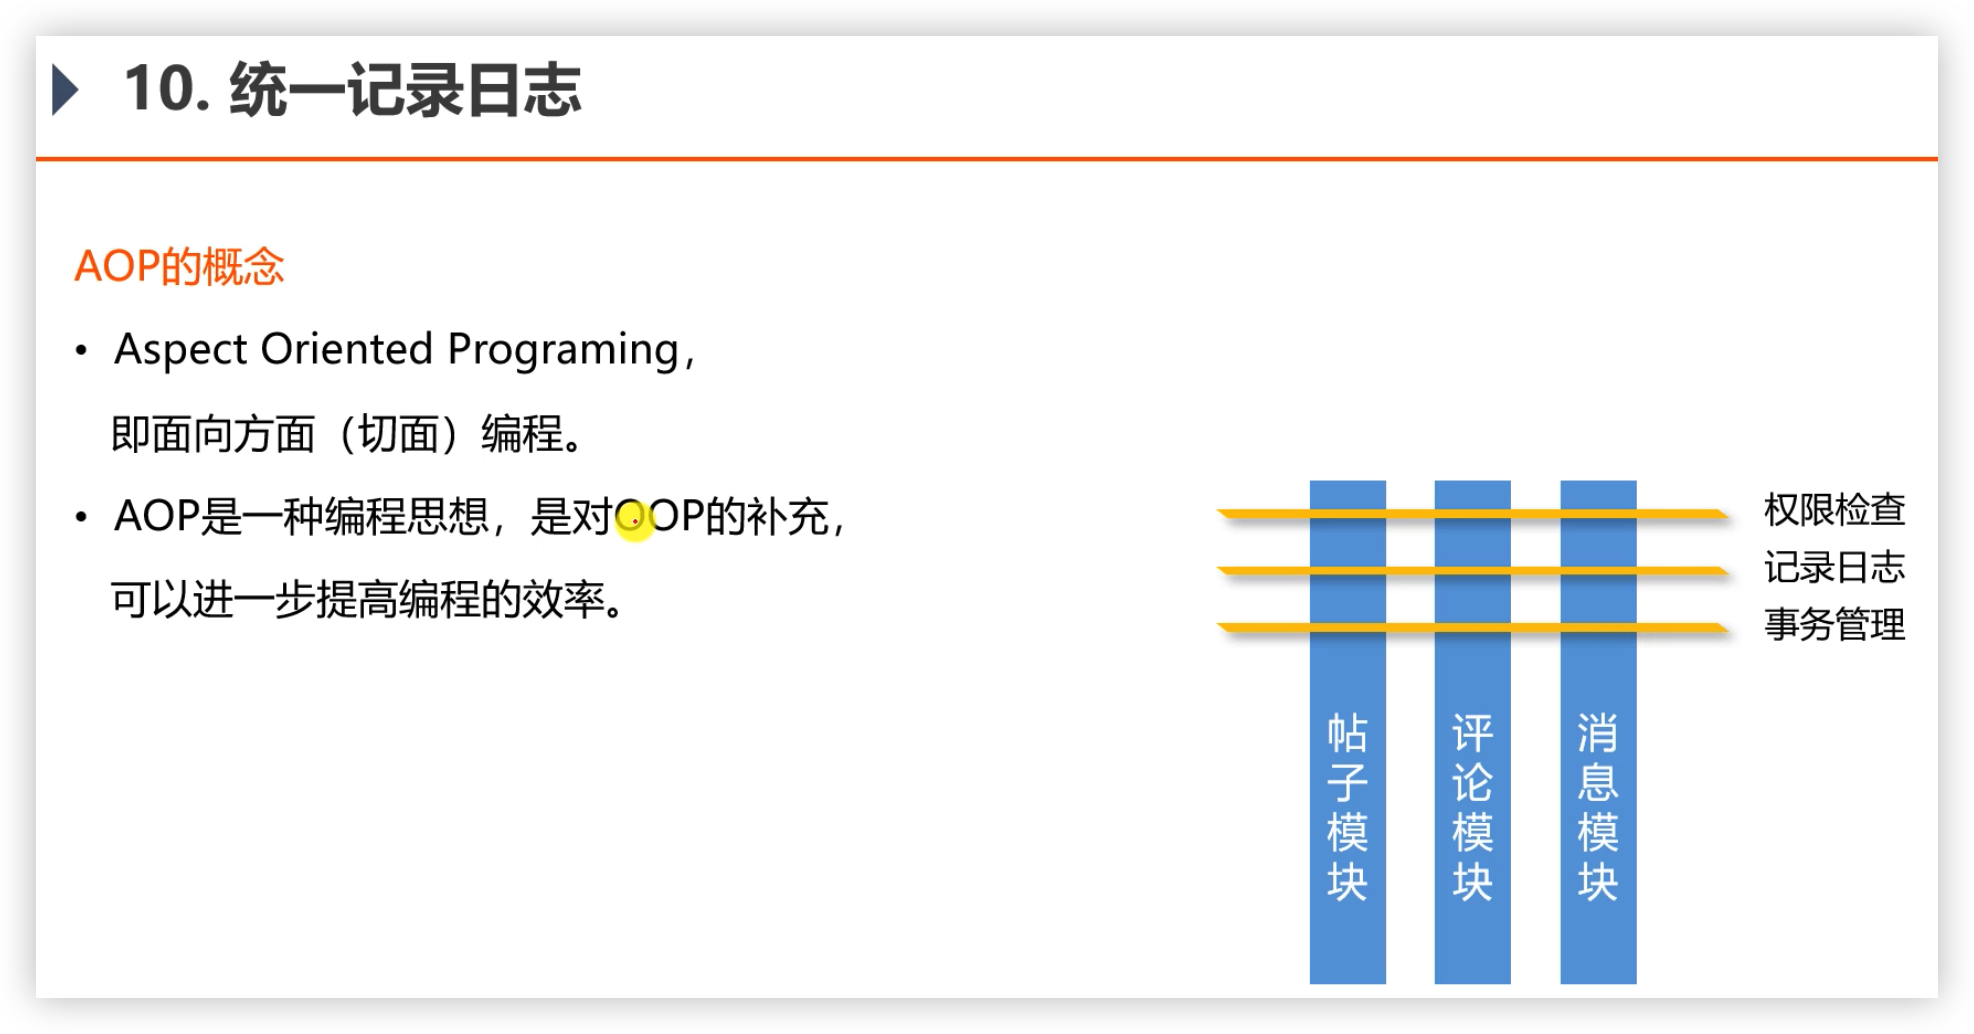 10. 统一记录日志
AOP的概念
• Aspect Oriented Programing，
即面向方面（切面）编程。
• AOP是一种编程思想，是对OOP的补充，
可以进一步提高编程的效率。
权限检查
记录日志
事务管理
帖子模块
评论模块
消息模块